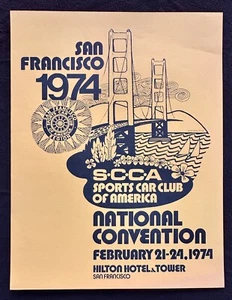 SAN
FRANCISCO
1974
S·C·C·A
SPORTS CAR CLUB
OF AMERICA
NATIONAL
CONVENTION
FEBRUARY 21-24, 1974
HILTON HOTEL & TOWER
SAN FRANCISCO